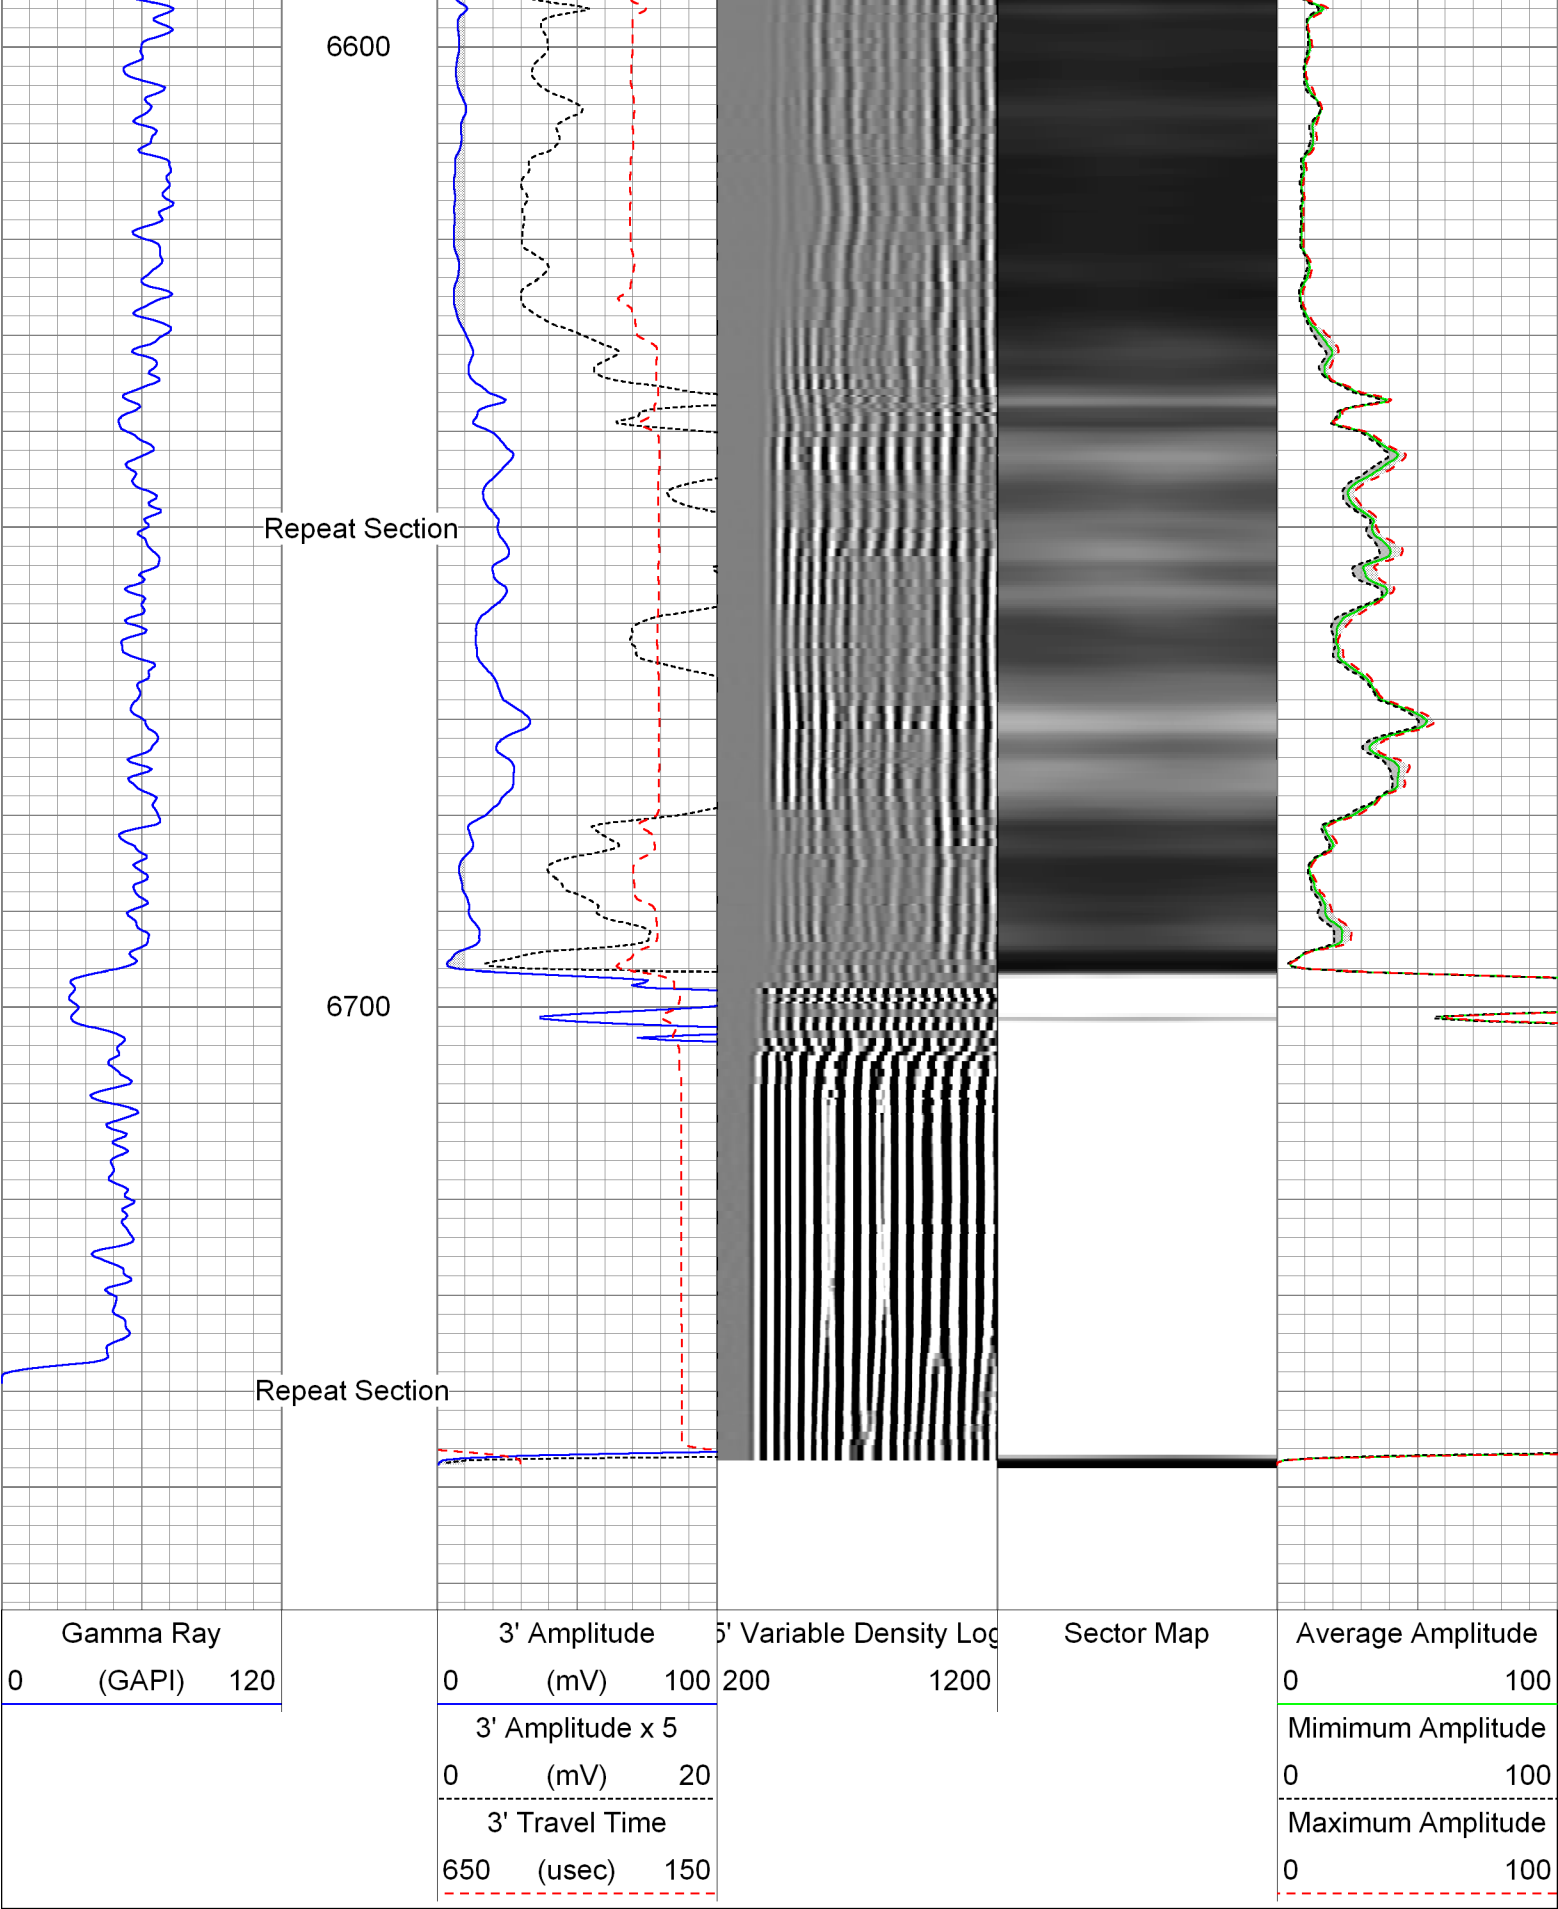 6600
Repeat Section
6700
Repeat Section
Gamma Ray
0 (GAPI) 120
3' Amplitude
0 (mV) 100
3' Amplitude x 5
0 (mV) 20
3' Travel Time
650 (usec) 150
5' Variable Density Log
200 1200
Sector Map
Average Amplitude
0 100
Mimimum Amplitude
0 100
Maximum Amplitude
0 100